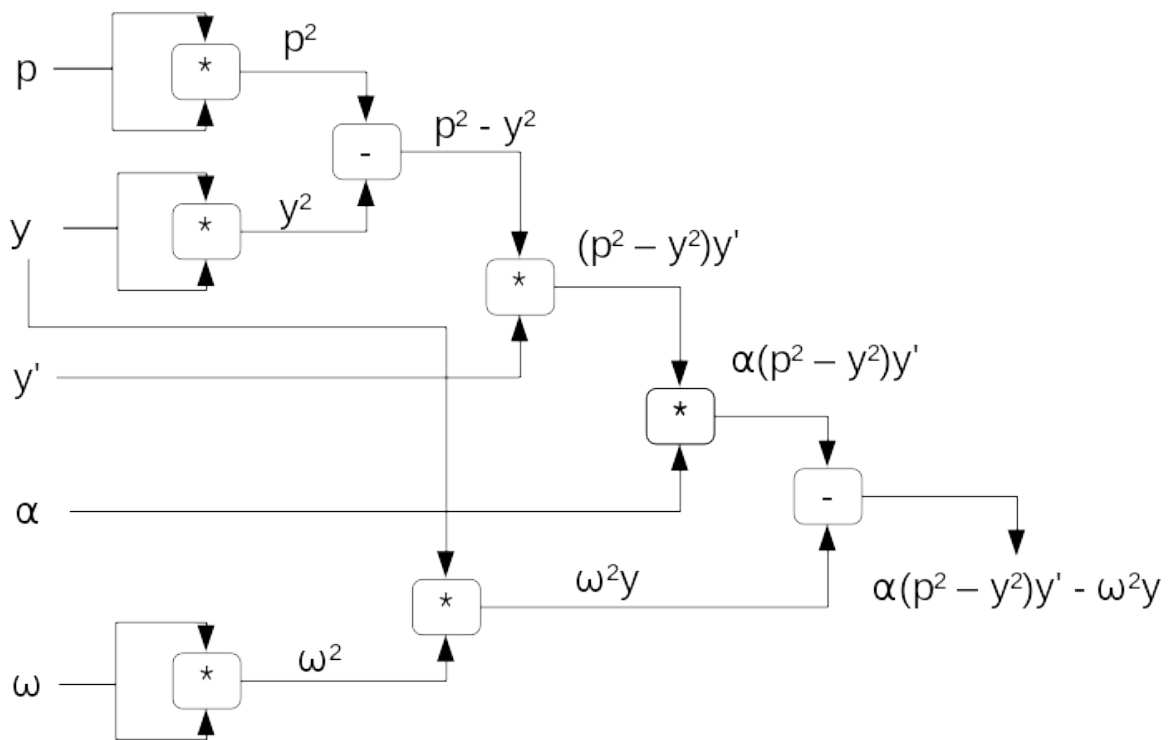 p²
p
*
p² - y²
-
y²
y
*
(p² – y²)y'
*
y'
α(p² – y²)y'
*
-
α
ω²y
α(p² – y²)y' - ω²y
*
ω²
ω
*